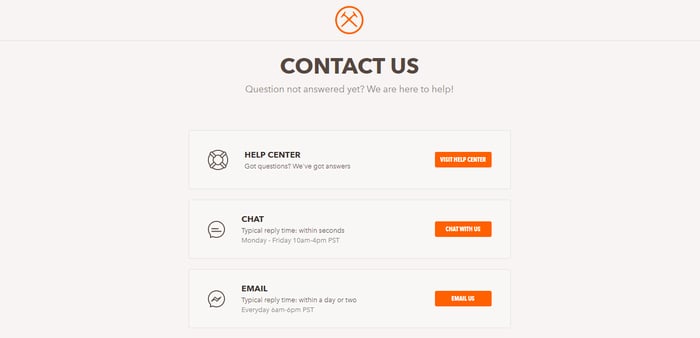 CONTACT US
Question not answered yet? We are here to help!
HELP CENTER
Got questions? We've got answers
VISIT HELP CENTER
CHAT
Typical reply time: within seconds
Monday - Friday 10am-4pm PST
CHAT WITH US
EMAIL
Typical reply time: within a day or two
Everyday 6am-6pm PST
EMAIL US